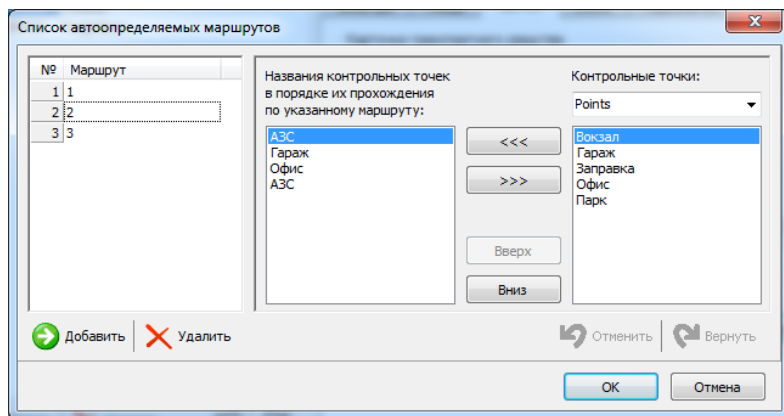 Список автоопределяемых маршрутов
№ Маршрут
1 1
2 2
3 3
Названия контрольных точек
в порядке их прохождения
по указанному маршруту:
АЗС
Гараж
Офис
АЗС
<<<
>>>
Вверх
Вниз
Контрольные точки:
Points
Вокзал
Гараж
Заправка
Офис
Парк
Добавить
Удалить
Отменить
Вернуть
OK
Отмена